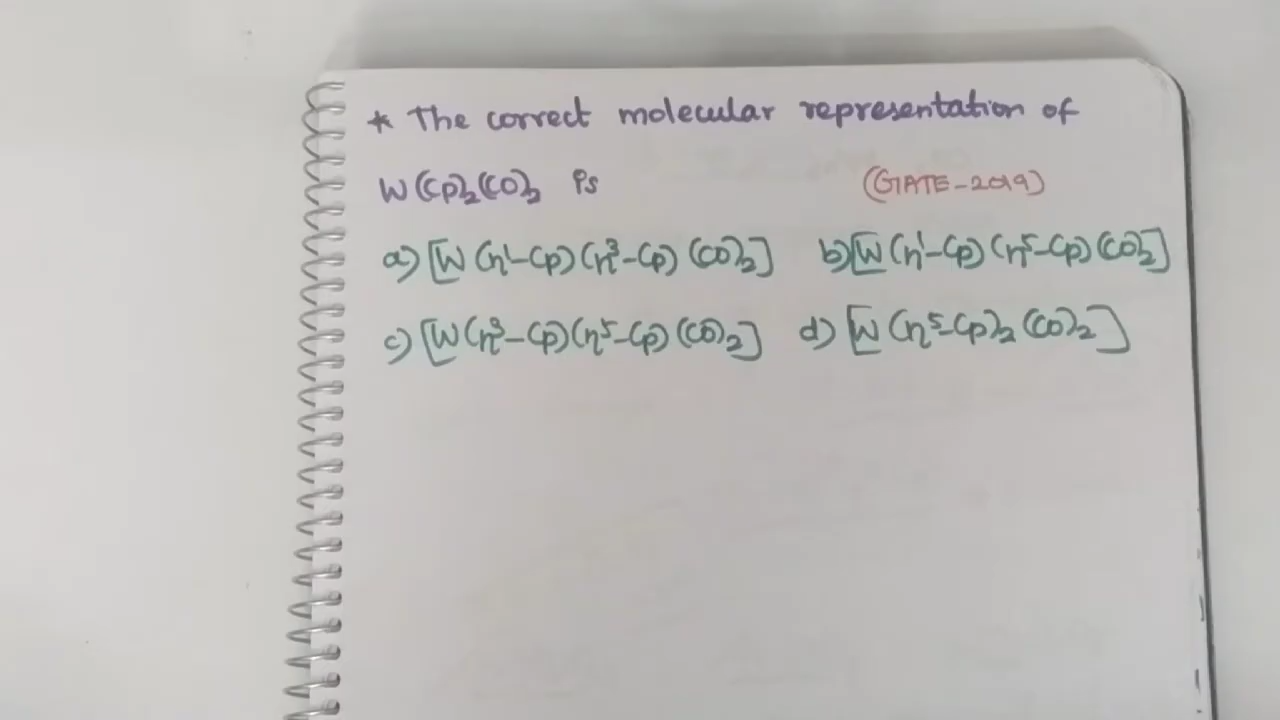 * The correct molecular representation of
W(Cp)₂(CO)₂ is (GATE-2019)
a) [W(η¹-Cp)(η³-Cp)(CO)₂] b) [W(η¹-Cp)(η⁵-Cp)(CO)₂]
c) [W(η³-Cp)(η⁵-Cp)(CO)₂] d) [W(η⁵-Cp)₂(CO)₂]